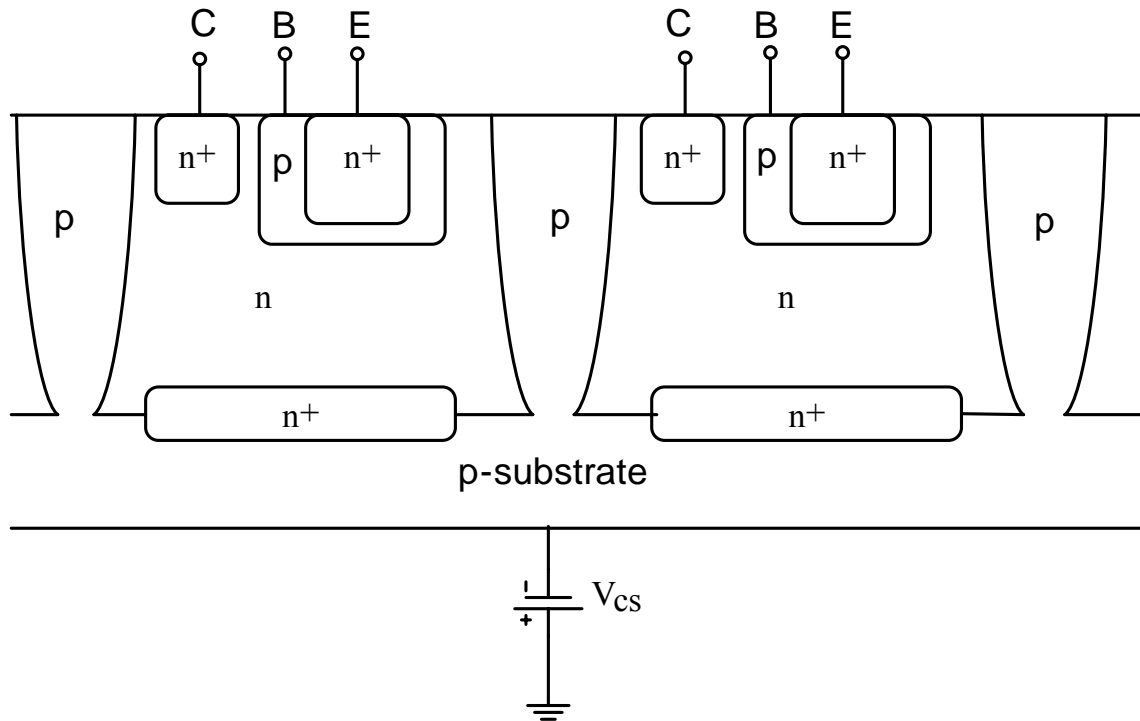 C B E C B E
n+ p n+ n+ p n+
p p p
n n
n+ n+
p-substrate
- Vcs
+